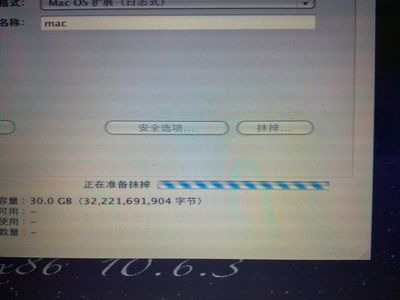 格式： Mac OS 扩展（日志式）
名称： mac
安全选项... 抹掉...
正在准备抹掉
容量： 30.0 GB (32,221,691,904 字节)
可用： –
使用： –
数量： –
x86 10.6.3